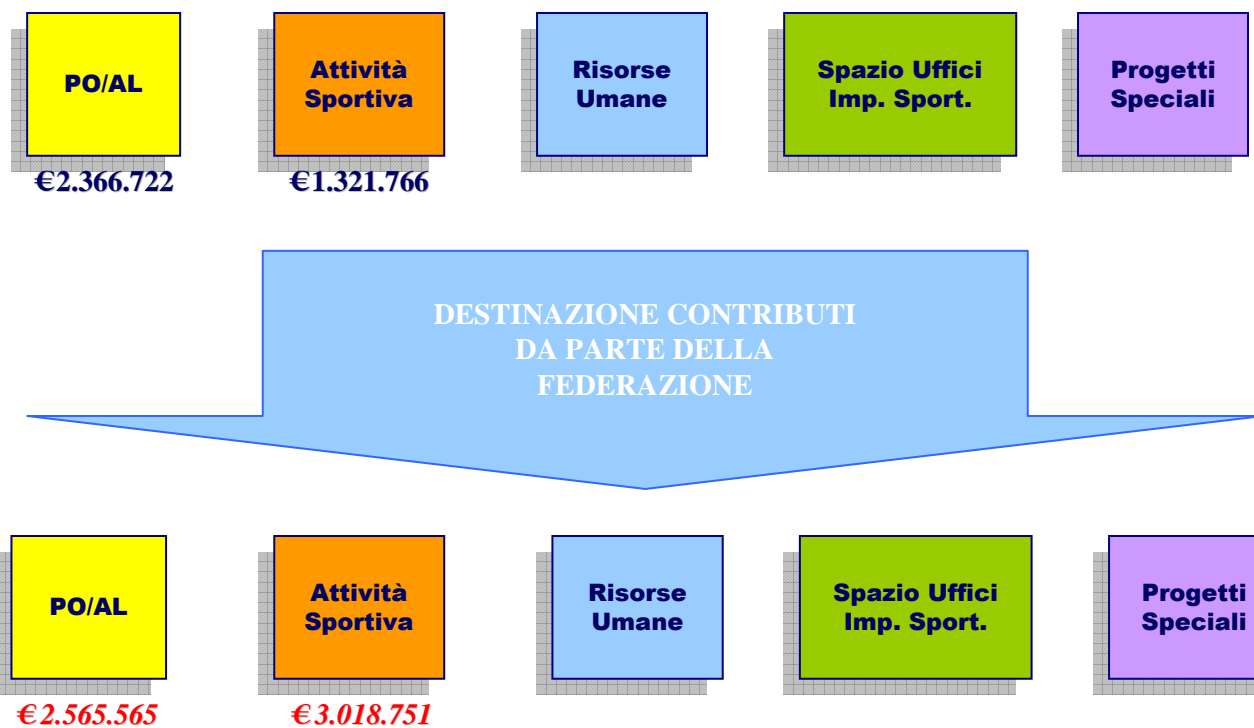 PO/AL
Attività
Sportiva
Risorse
Umane
Spazio Uffici
Imp. Sport.
Progetti
Speciali
€2.366.722
€1.321.766
DESTINAZIONE CONTRIBUTI
DA PARTE DELLA
FEDERAZIONE
PO/AL
Attività
Sportiva
Risorse
Umane
Spazio Uffici
Imp. Sport.
Progetti
Speciali
€2.565.565
€3.018.751